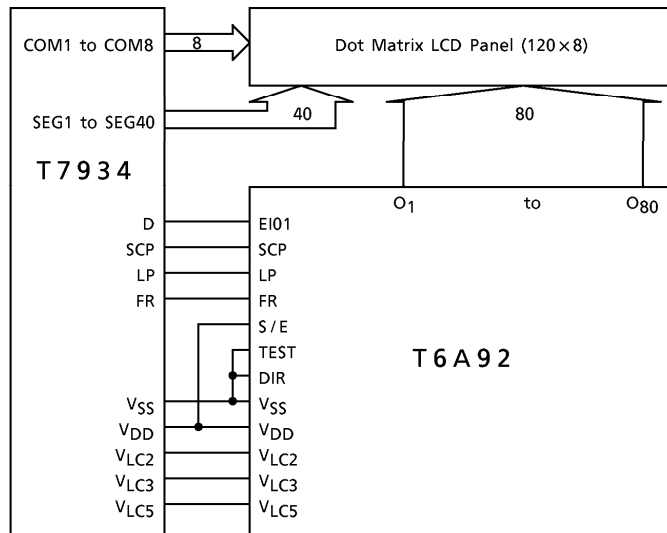 COM1 to COM8
8
Dot Matrix LCD Panel (120×8)
SEG1 to SEG40
40
80
T7934
O1 to O80
D
EI01
SCP
SCP
LP
LP
FR
FR
S/E
TEST
T6A92
DIR
VSS
VSS
VDD
VDD
VLC2
VLC2
VLC3
VLC3
VLC5
VLC5